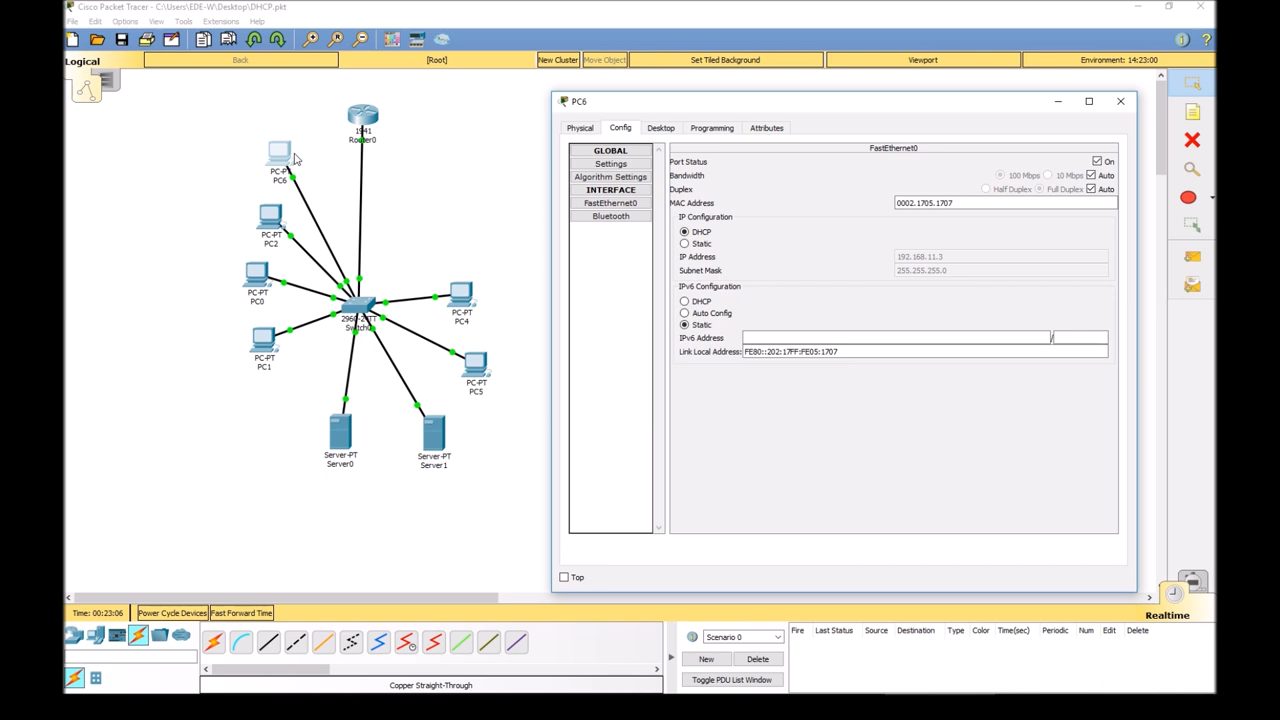 Cisco Packet Tracer - C:\Users\EDE-W\Desktop\DHCP.pkt
File Edit Options View Tools Extensions Help
Logical Back [Root] New Cluster Move Object Set Tiled Background Viewport Environment: 14:23:00
PC6
Physical Config Desktop Programming Attributes
GLOBAL
Settings
Algorithm Settings
INTERFACE
FastEthernet0
Bluetooth
FastEthernet0
Port Status On
Bandwidth 100 Mbps 10 Mbps Auto
Duplex Half Duplex Full Duplex Auto
MAC Address 0002.1705.1707
IP Configuration
DHCP
Static
IP Address 192.168.11.3
Subnet Mask 255.255.255.0
IPv6 Configuration
DHCP
Auto Config
Static
IPv6 Address /
Link Local Address: FE80::202:17FF:FE05:1707
Top
1941
Router0
PC-PT
PC6
PC-PT
PC2
PC-PT
PC0
PC-PT
PC1
2960-24TT
Switch0
PC-PT
PC4
PC-PT
PC5
Server-PT
Server0
Server-PT
Server1
Time: 00:23:06 Power Cycle Devices Fast Forward Time Realtime
Scenario 0
New Delete
Toggle PDU List Window
Fire Last Status Source Destination Type Color Time(sec) Periodic Num Edit Delete
Copper Straight-Through